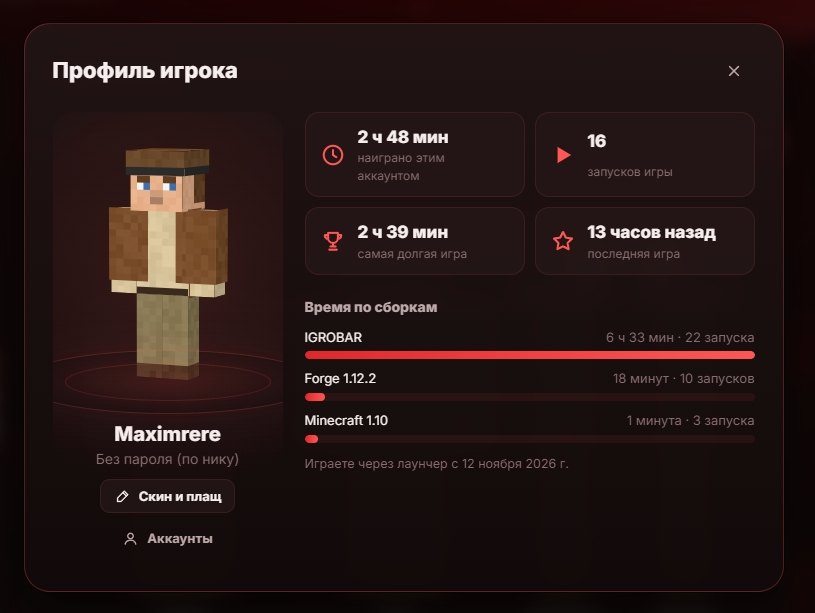 Профиль игрока
2 ч 48 мин
наиграно этим
аккаунтом
16
запусков игры
2 ч 39 мин
самая долгая игра
13 часов назад
последняя игра
Время по сборкам
IGROBAR
6 ч 33 мин · 22 запуска
Forge 1.12.2
18 минут · 10 запусков
Minecraft 1.10
1 минута · 3 запуска
Играете через лаунчер с 12 ноября 2026 г.
Maximrere
Без пароля (по нику)
Скин и плащ
Аккаунты